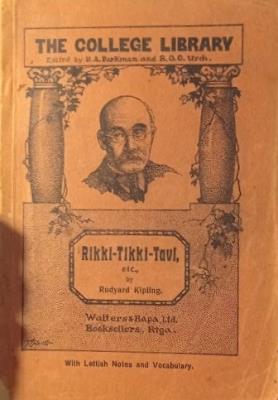 THE COLLEGE LIBRARY
Edited by H.A. Parkman and R.O.G. Urch.
Rikki-Tikki-Tavi,
etc.,
by
Rudyard Kipling.
Walters & Rapa Ltd.
Booksellers, Riga.
With Lettish Notes and Vocabulary.